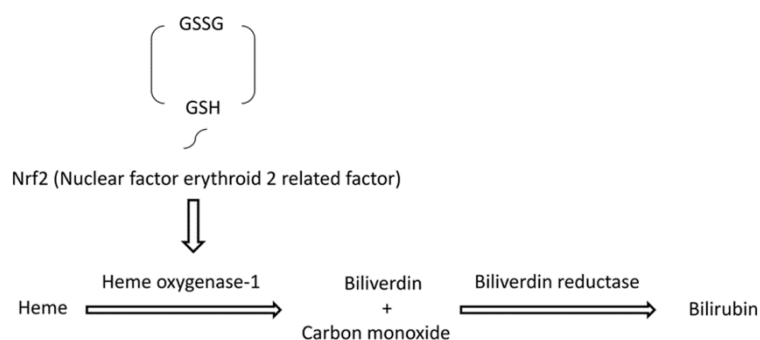 GSSG
GSH
Nrf2 (Nuclear factor erythroid 2 related factor)
Heme oxygenase-1
Biliverdin reductase
Heme
Biliverdin
+
Carbon monoxide
Bilirubin